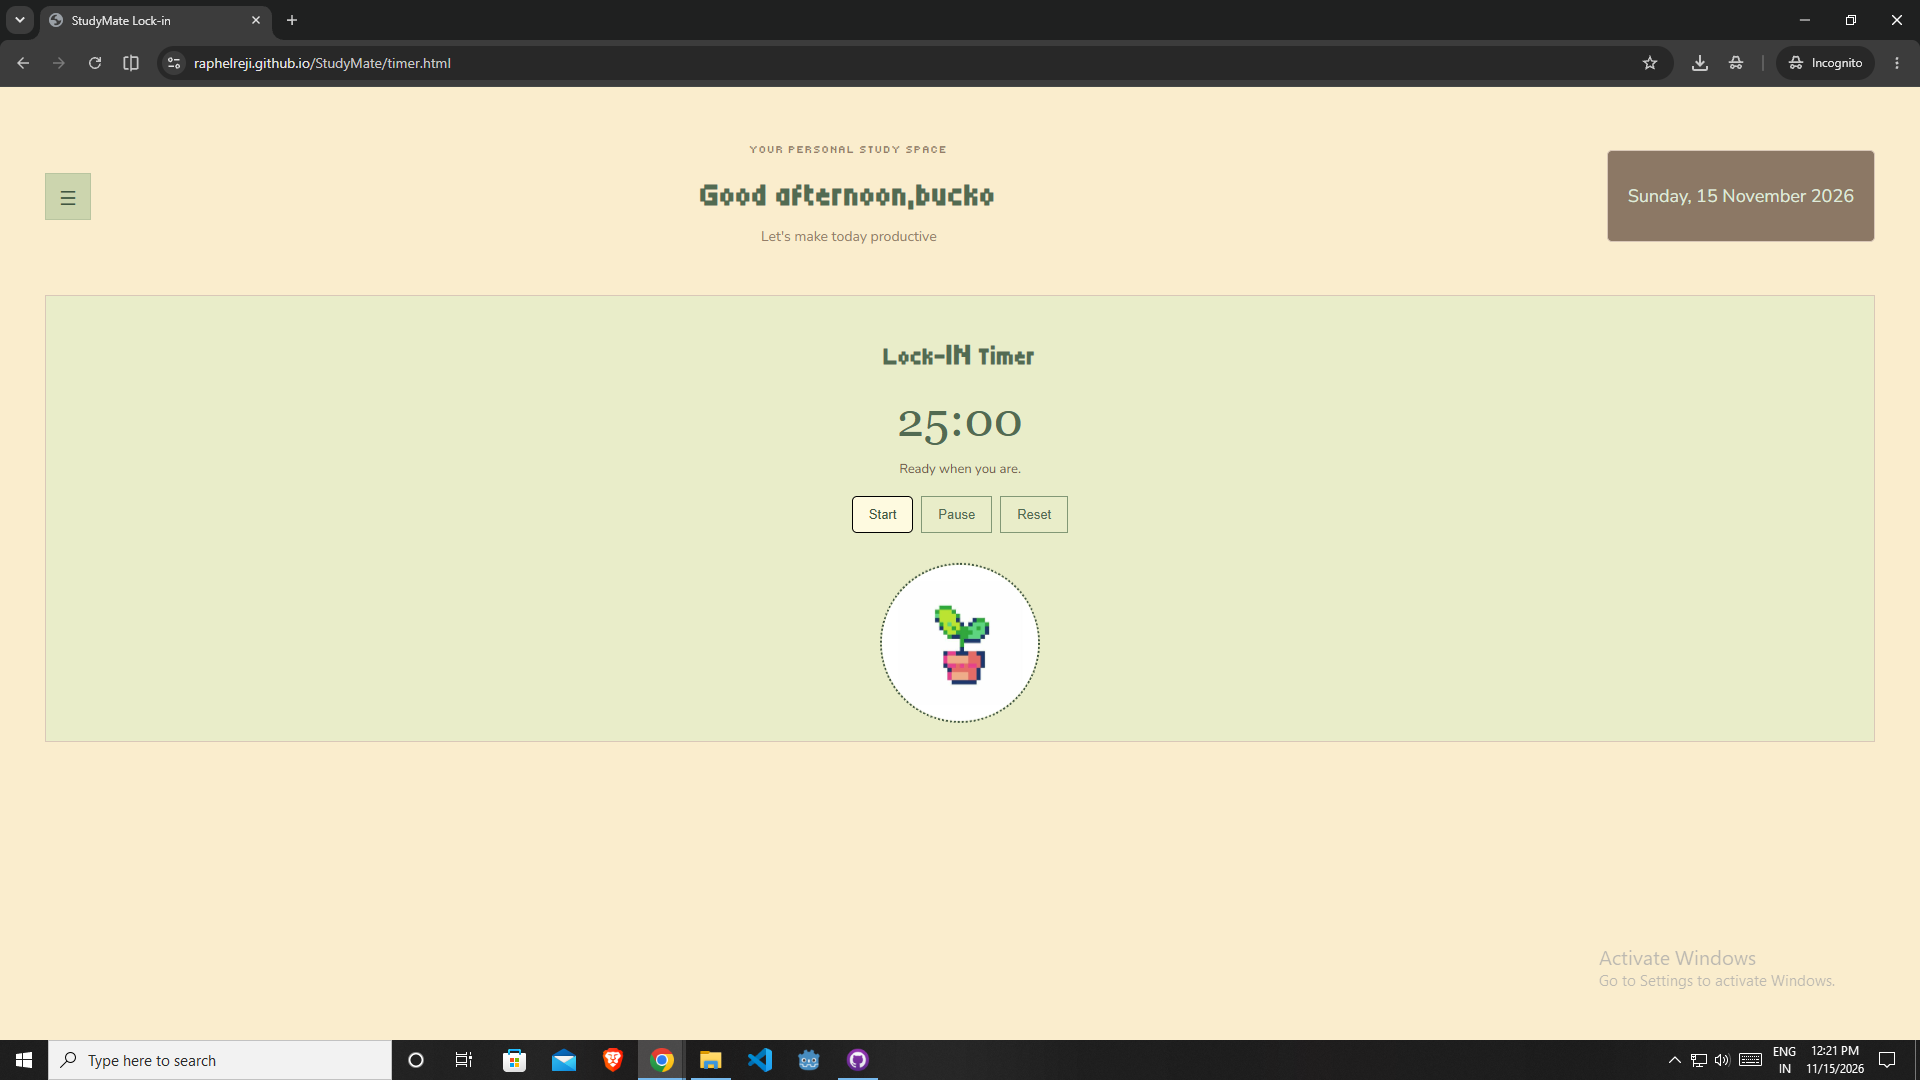 StudyMate Lock-in
raphelreji.github.io/StudyMate/timer.html
Incognito
YOUR PERSONAL STUDY SPACE
Good afternoon,bucko
Let's make today productive
Sunday, 15 November 2026
Lock-IN Timer
25:00
Ready when you are.
Start
Pause
Reset
Activate Windows
Go to Settings to activate Windows.
Type here to search
ENG
IN
12:21 PM
11/15/2026